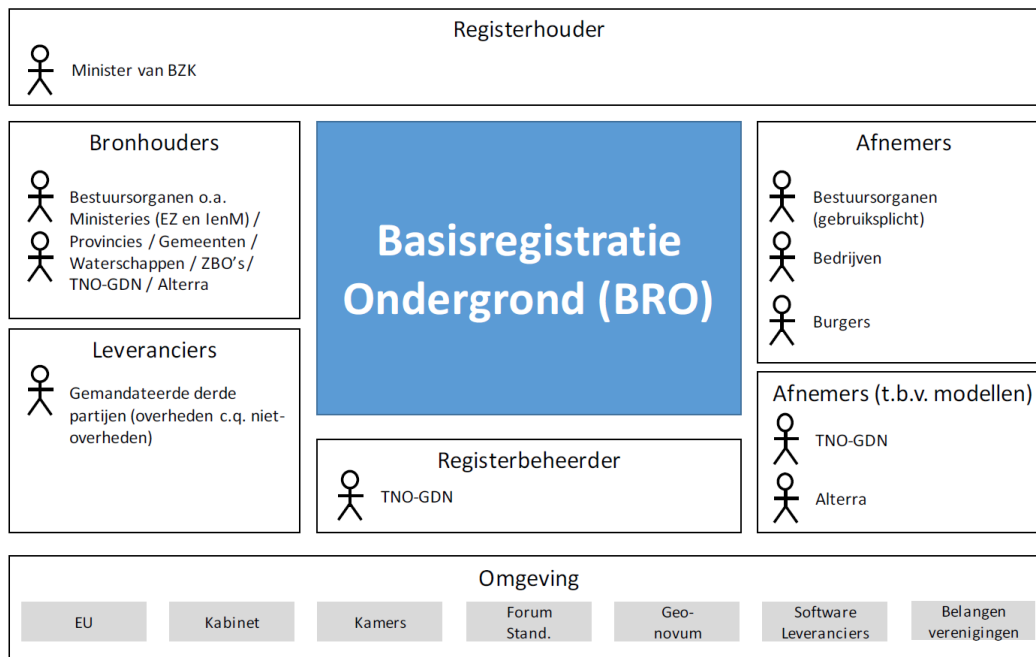 Registerhouder
Minister van BZK
Bronhouders
Bestuursorganen o.a.
Ministeries (EZ en IenM) /
Provincies / Gemeenten /
Waterschappen / ZBO's /
TNO-GDN / Alterra
Leveranciers
Gemandateerde derde
partijen (overheden c.q. niet-
overheden)
Basisregistratie
Ondergrond (BRO)
Registerbeheerder
TNO-GDN
Afnemers
Bestuursorganen
(gebruiksplicht)
Bedrijven
Burgers
Afnemers (t.b.v. modellen)
TNO-GDN
Alterra
Omgeving
EU
Kabinet
Kamers
Forum
Stand.
Geo-
novum
Software
Leveranciers
Belangen
verenigingen